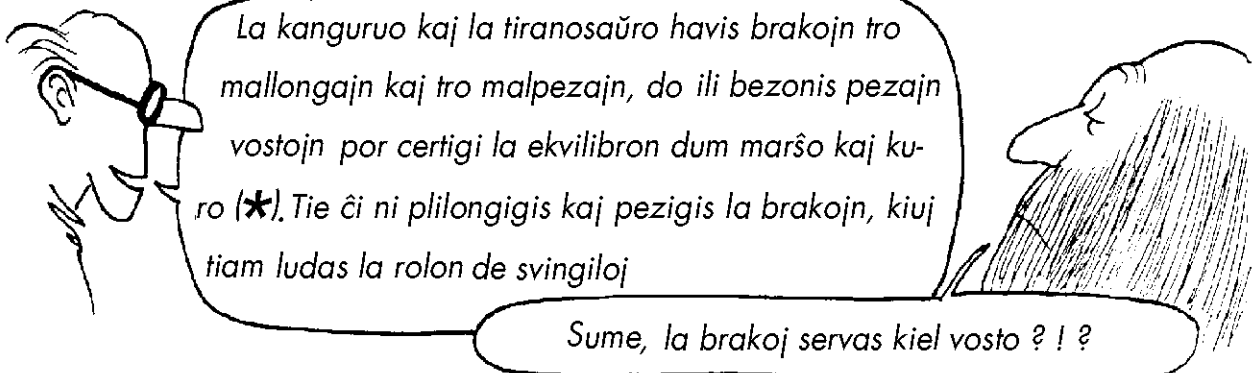 La kanguruo kaj la tiranosaŭro havis brakojn tro
mallongajn kaj tro malpezajn, do ili bezonis pezajn
vostojn por certigi la ekvilibron dum marŝo kaj ku-
ro (*). Tie ĉi ni plilongigis kaj pezigis la brakojn, kiuj
tiam ludas la rolon de svingiloj
Sume, la brakoj servas kiel vosto ? ! ?